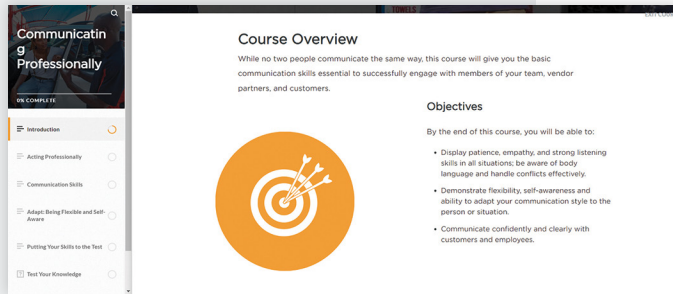 TOWELS
EXIT COUR
Communicatin
g
Professionally
0% COMPLETE
Introduction
Acting Professionally
Communication Skills
Adapt: Being Flexible and Self-
Aware
Putting Your Skills to the Test
Test Your Knowledge
Course Overview
While no two people communicate the same way, this course will give you the basic
communication skills essential to successfully engage with members of your team, vendor
partners, and customers.
Objectives
By the end of this course, you will be able to:
• Display patience, empathy, and strong listening
skills in all situations; be aware of body
language and handle conflicts effectively.
• Demonstrate flexibility, self-awareness and
ability to adapt your communication style to the
person or situation.
• Communicate confidently and clearly with
customers and employees.